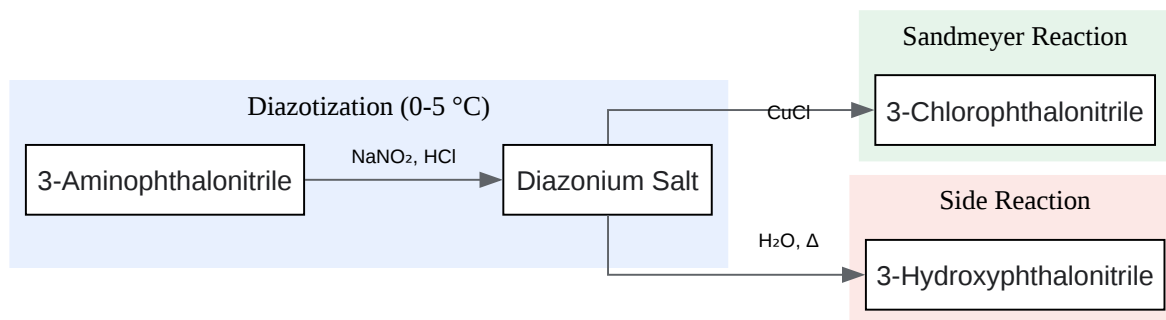 Sandmeyer Reaction
Diazotization (0-5 °C)
3-Chlorophthalonitrile
CuCl
NaNO₂, HCl
3-Aminophthalonitrile
Diazonium Salt
Side Reaction
H₂O, Δ
3-Hydroxyphthalonitrile